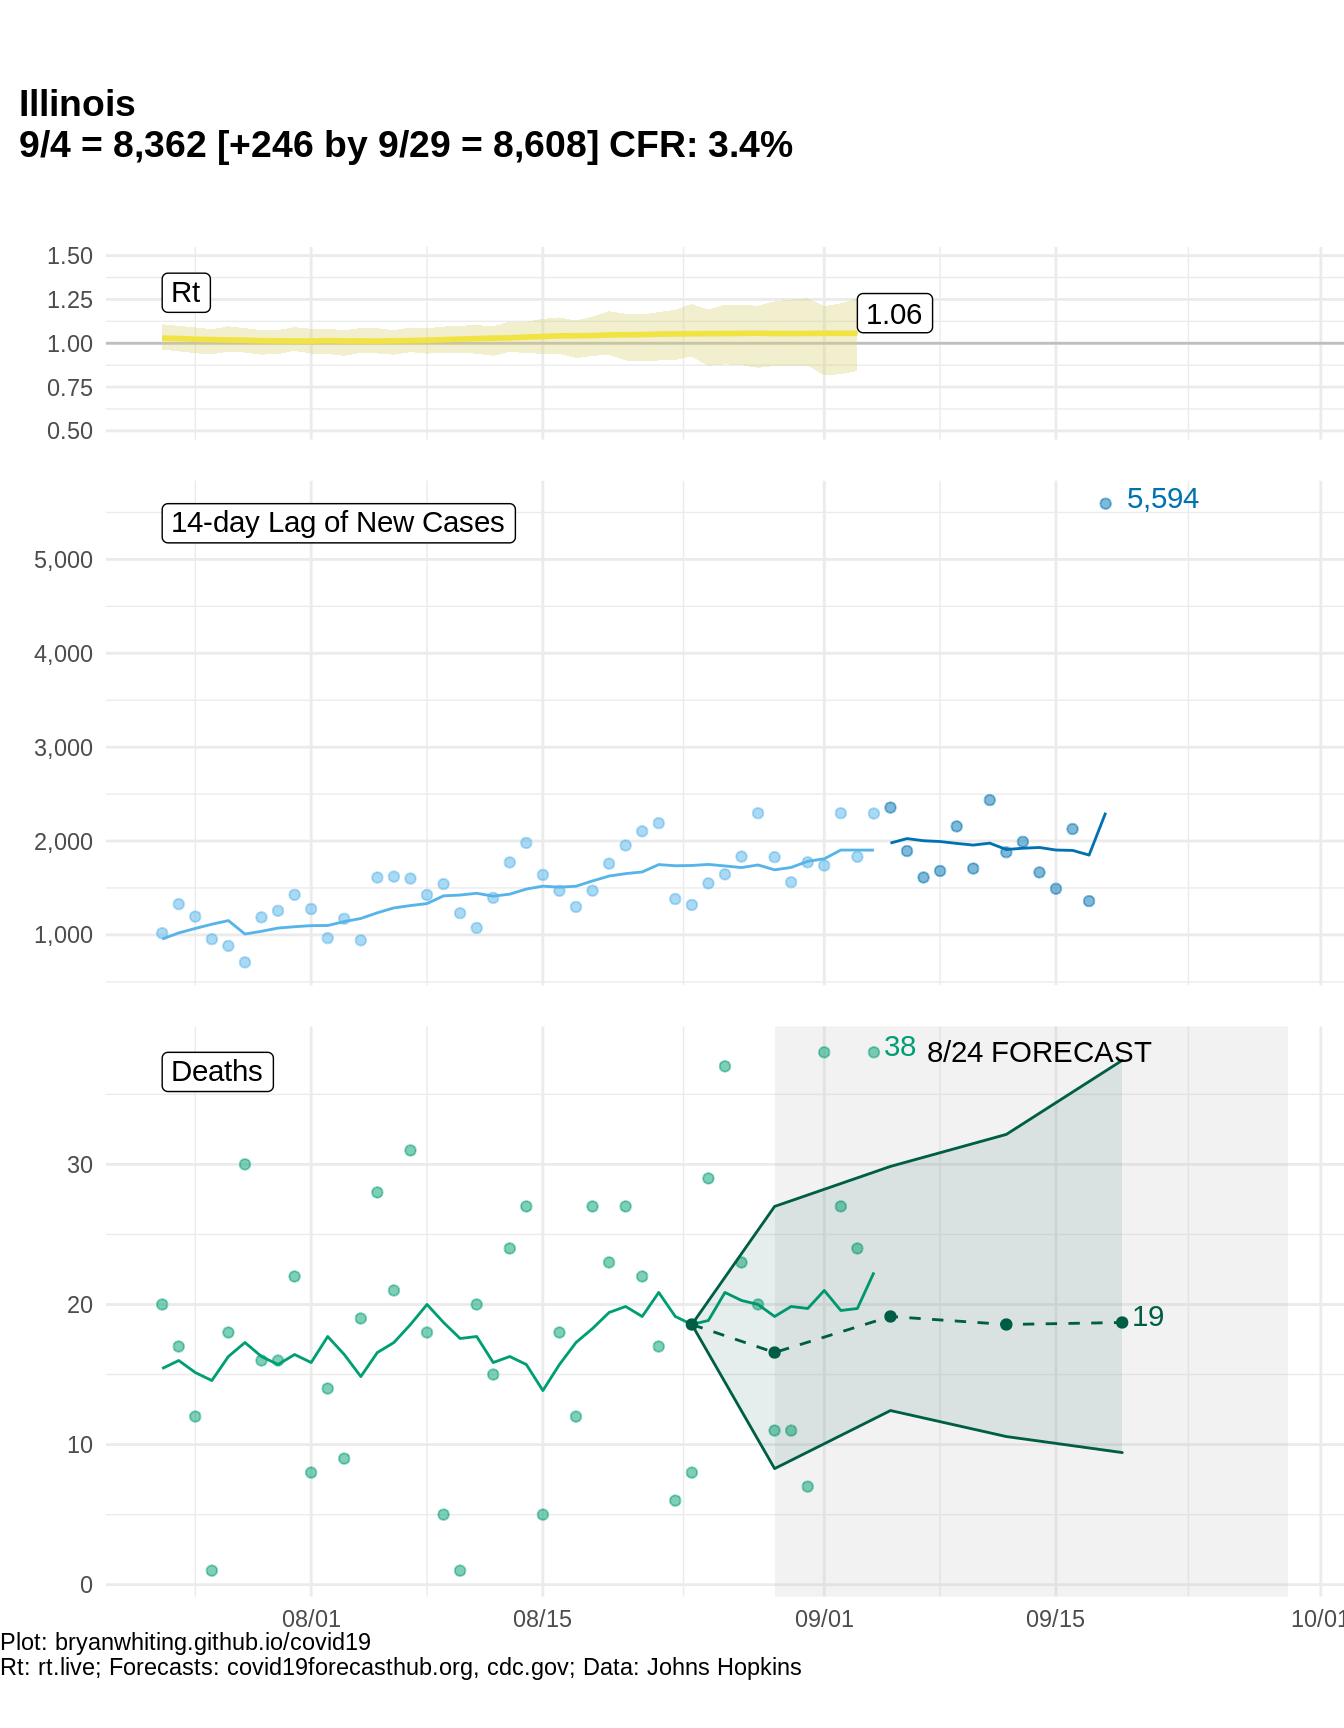 Illinois
9/4 = 8,362 [+246 by 9/29 = 8,608] CFR: 3.4%
1.50
Rt
1.25
1.06
1.00
0.75
0.50
5,594
14-day Lag of New Cases
5,000
4,000
3,000
2,000
1,000
38 8/24 FORECAST
Deaths
30
20
19
10
0
08/01 08/15 09/01 09/15 10/01
Plot: bryanwhiting.github.io/covid19
Rt: rt.live; Forecasts: covid19forecasthub.org, cdc.gov; Data: Johns Hopkins